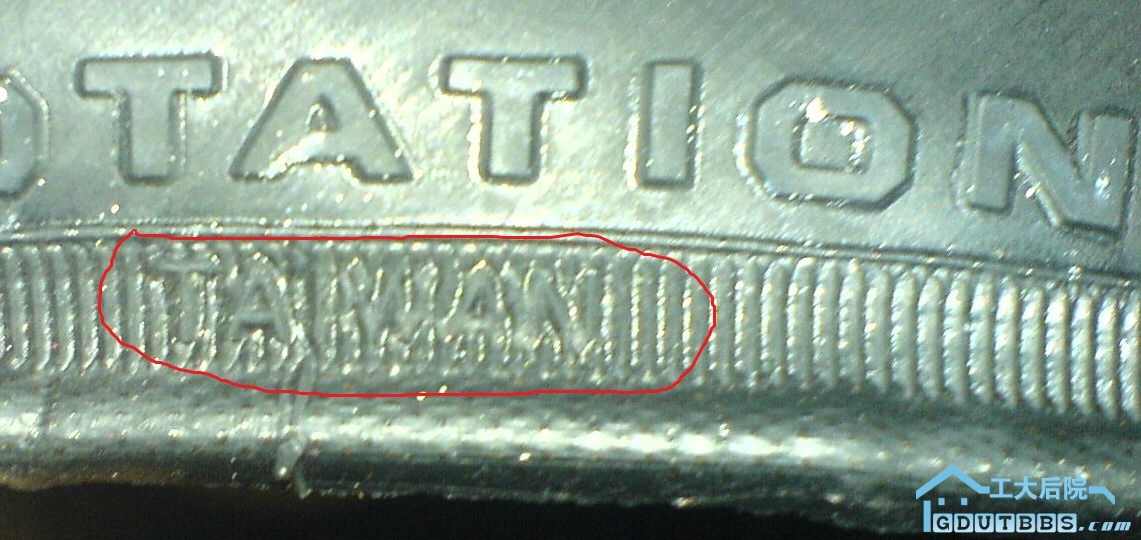 OTATION
TAIWAN
工大后院
GDUTBBS.com